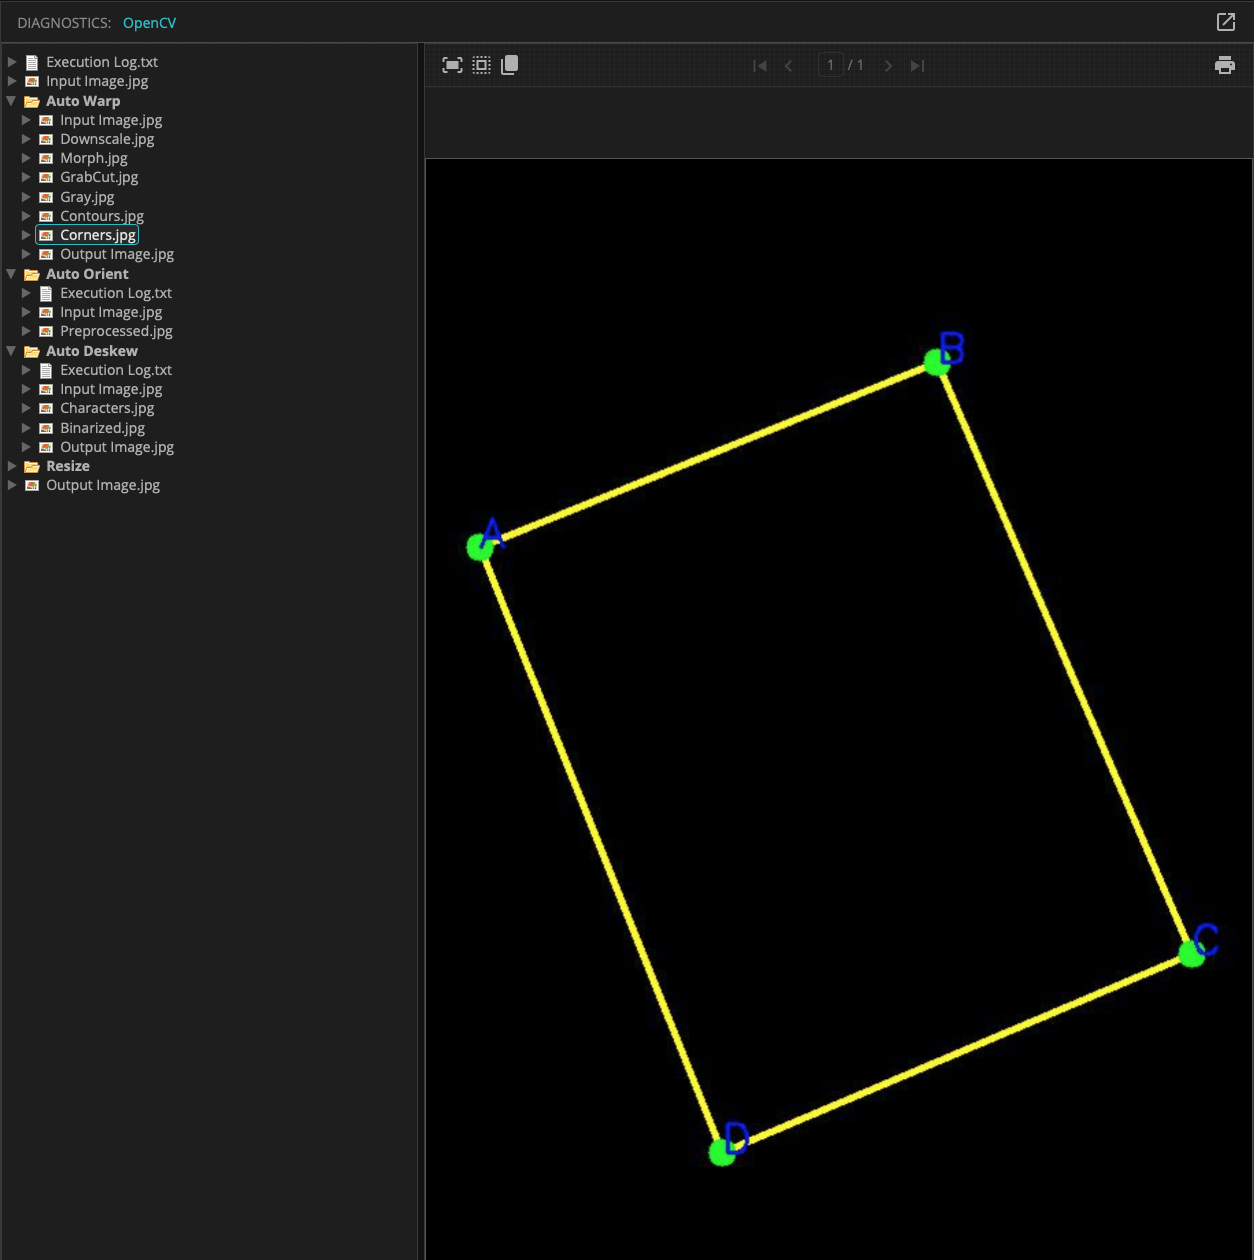 DIAGNOSTICS: OpenCV
Execution Log.txt
Input Image.jpg
Auto Warp
Input Image.jpg
Downscale.jpg
Morph.jpg
GrabCut.jpg
Gray.jpg
Contours.jpg
Corners.jpg
Output Image.jpg
Auto Orient
Execution Log.txt
Input Image.jpg
Preprocessed.jpg
Auto Deskew
Execution Log.txt
Input Image.jpg
Characters.jpg
Binarized.jpg
Output Image.jpg
Resize
Output Image.jpg
1 / 1
B
A
C
D